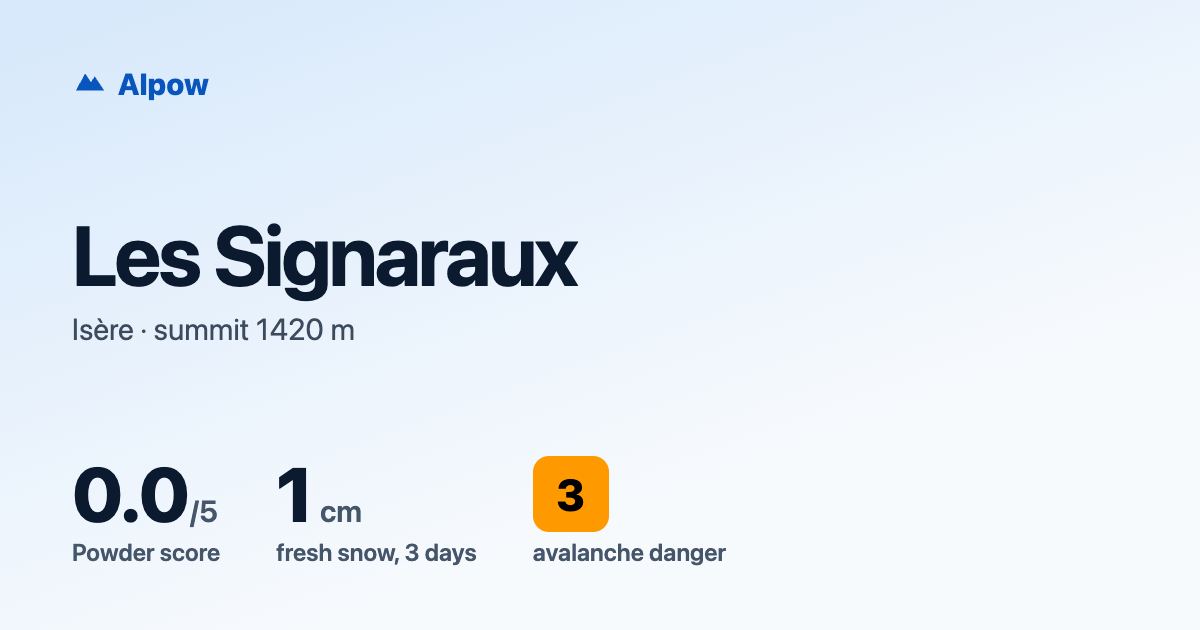 Alpow
Les Signaraux
Isère · summit 1420 m
0.0/5
Powder score
1 cm
fresh snow, 3 days
3
avalanche danger